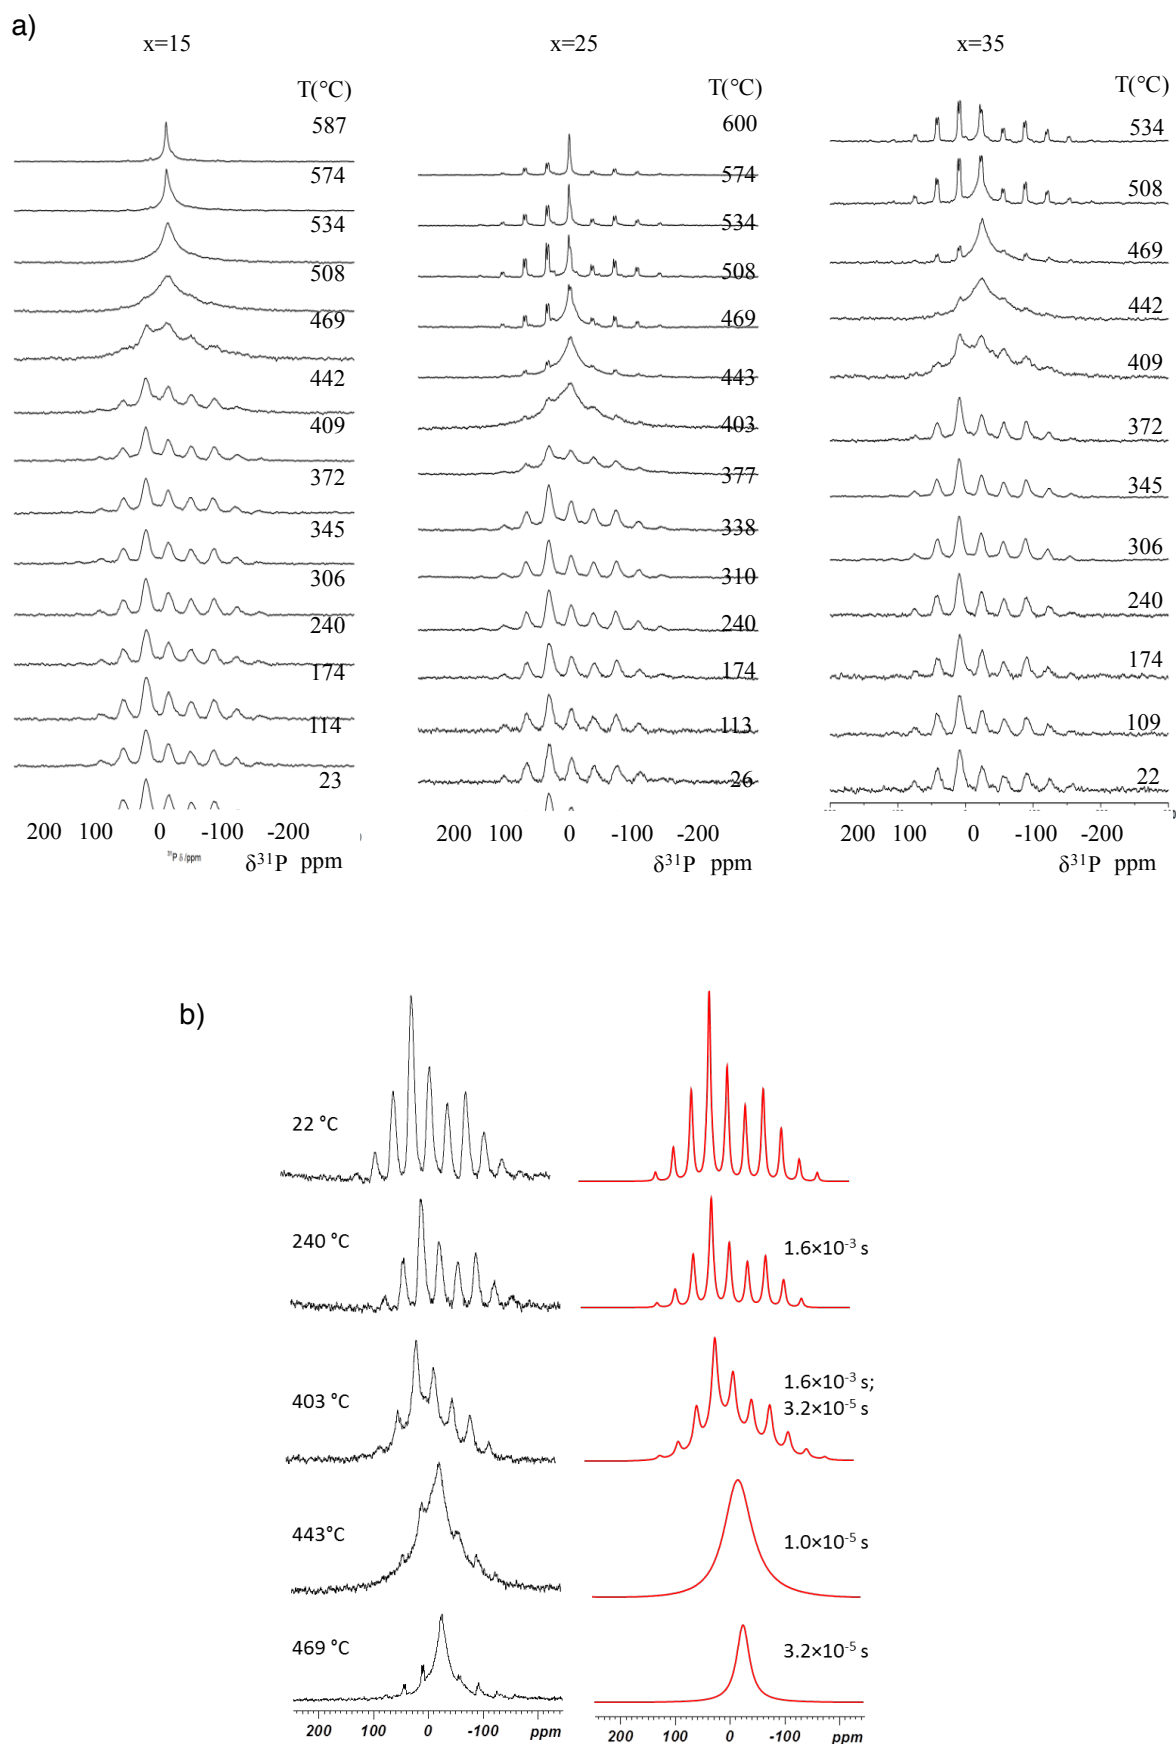 a)
x=15
T(°C)
587
574
534
508
469
442
409
372
345
306
240
174
114
23
200 100 0 -100 -200
³¹P δ /ppm
δ³¹P ppm
x=25
T(°C)
600
574
534
508
469
443
403
377
338
310
240
174
113
26
200 100 0 -100 -200
δ³¹P ppm
x=35
T(°C)
534
508
469
442
409
372
345
306
240
174
109
22
200 100 0 -100 -200
δ³¹P ppm
b)
22 °C
240 °C
1.6×10⁻³ s
403 °C
1.6×10⁻³ s;
3.2×10⁻⁵ s
443°C
1.0×10⁻⁵ s
469 °C
3.2×10⁻⁵ s
200 100 0 -100 ppm
200 100 0 -100 ppm